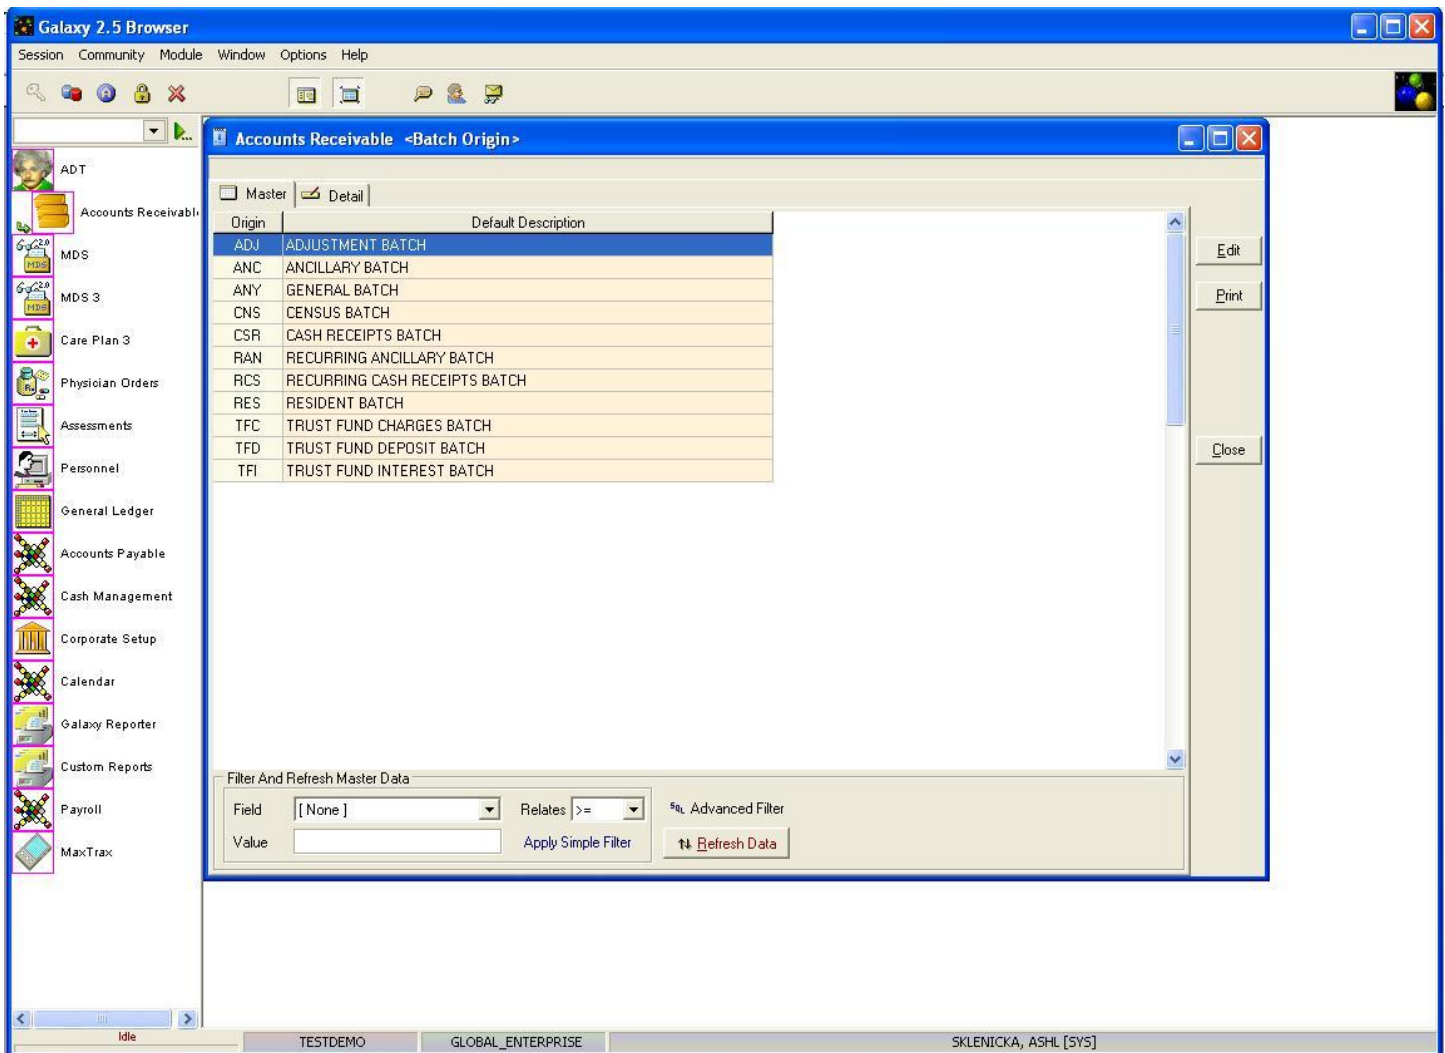 Galaxy 2.5 Browser
Session Community Module Window Options Help
ADT
Accounts Receivabl
MDS
MDS 3
Care Plan 3
Physician Orders
Assessments
Personnel
General Ledger
Accounts Payable
Cash Management
Corporate Setup
Calendar
Galaxy Reporter
Custom Reports
Payroll
MaxTrax
Accounts Receivable <Batch Origin>
Master Detail
Origin Default Description
ADJ ADJUSTMENT BATCH
ANC ANCILLARY BATCH
ANY GENERAL BATCH
CNS CENSUS BATCH
CSR CASH RECEIPTS BATCH
RAN RECURRING ANCILLARY BATCH
RCS RECURRING CASH RECEIPTS BATCH
RES RESIDENT BATCH
TFC TRUST FUND CHARGES BATCH
TFD TRUST FUND DEPOSIT BATCH
TFI TRUST FUND INTEREST BATCH
Edit
Print
Close
Filter And Refresh Master Data
Field [ None ] Relates >= SQL Advanced Filter
Value Apply Simple Filter Refresh Data
Idle TESTDEMO GLOBAL_ENTERPRISE SKLENICKA, ASHL [SYS]